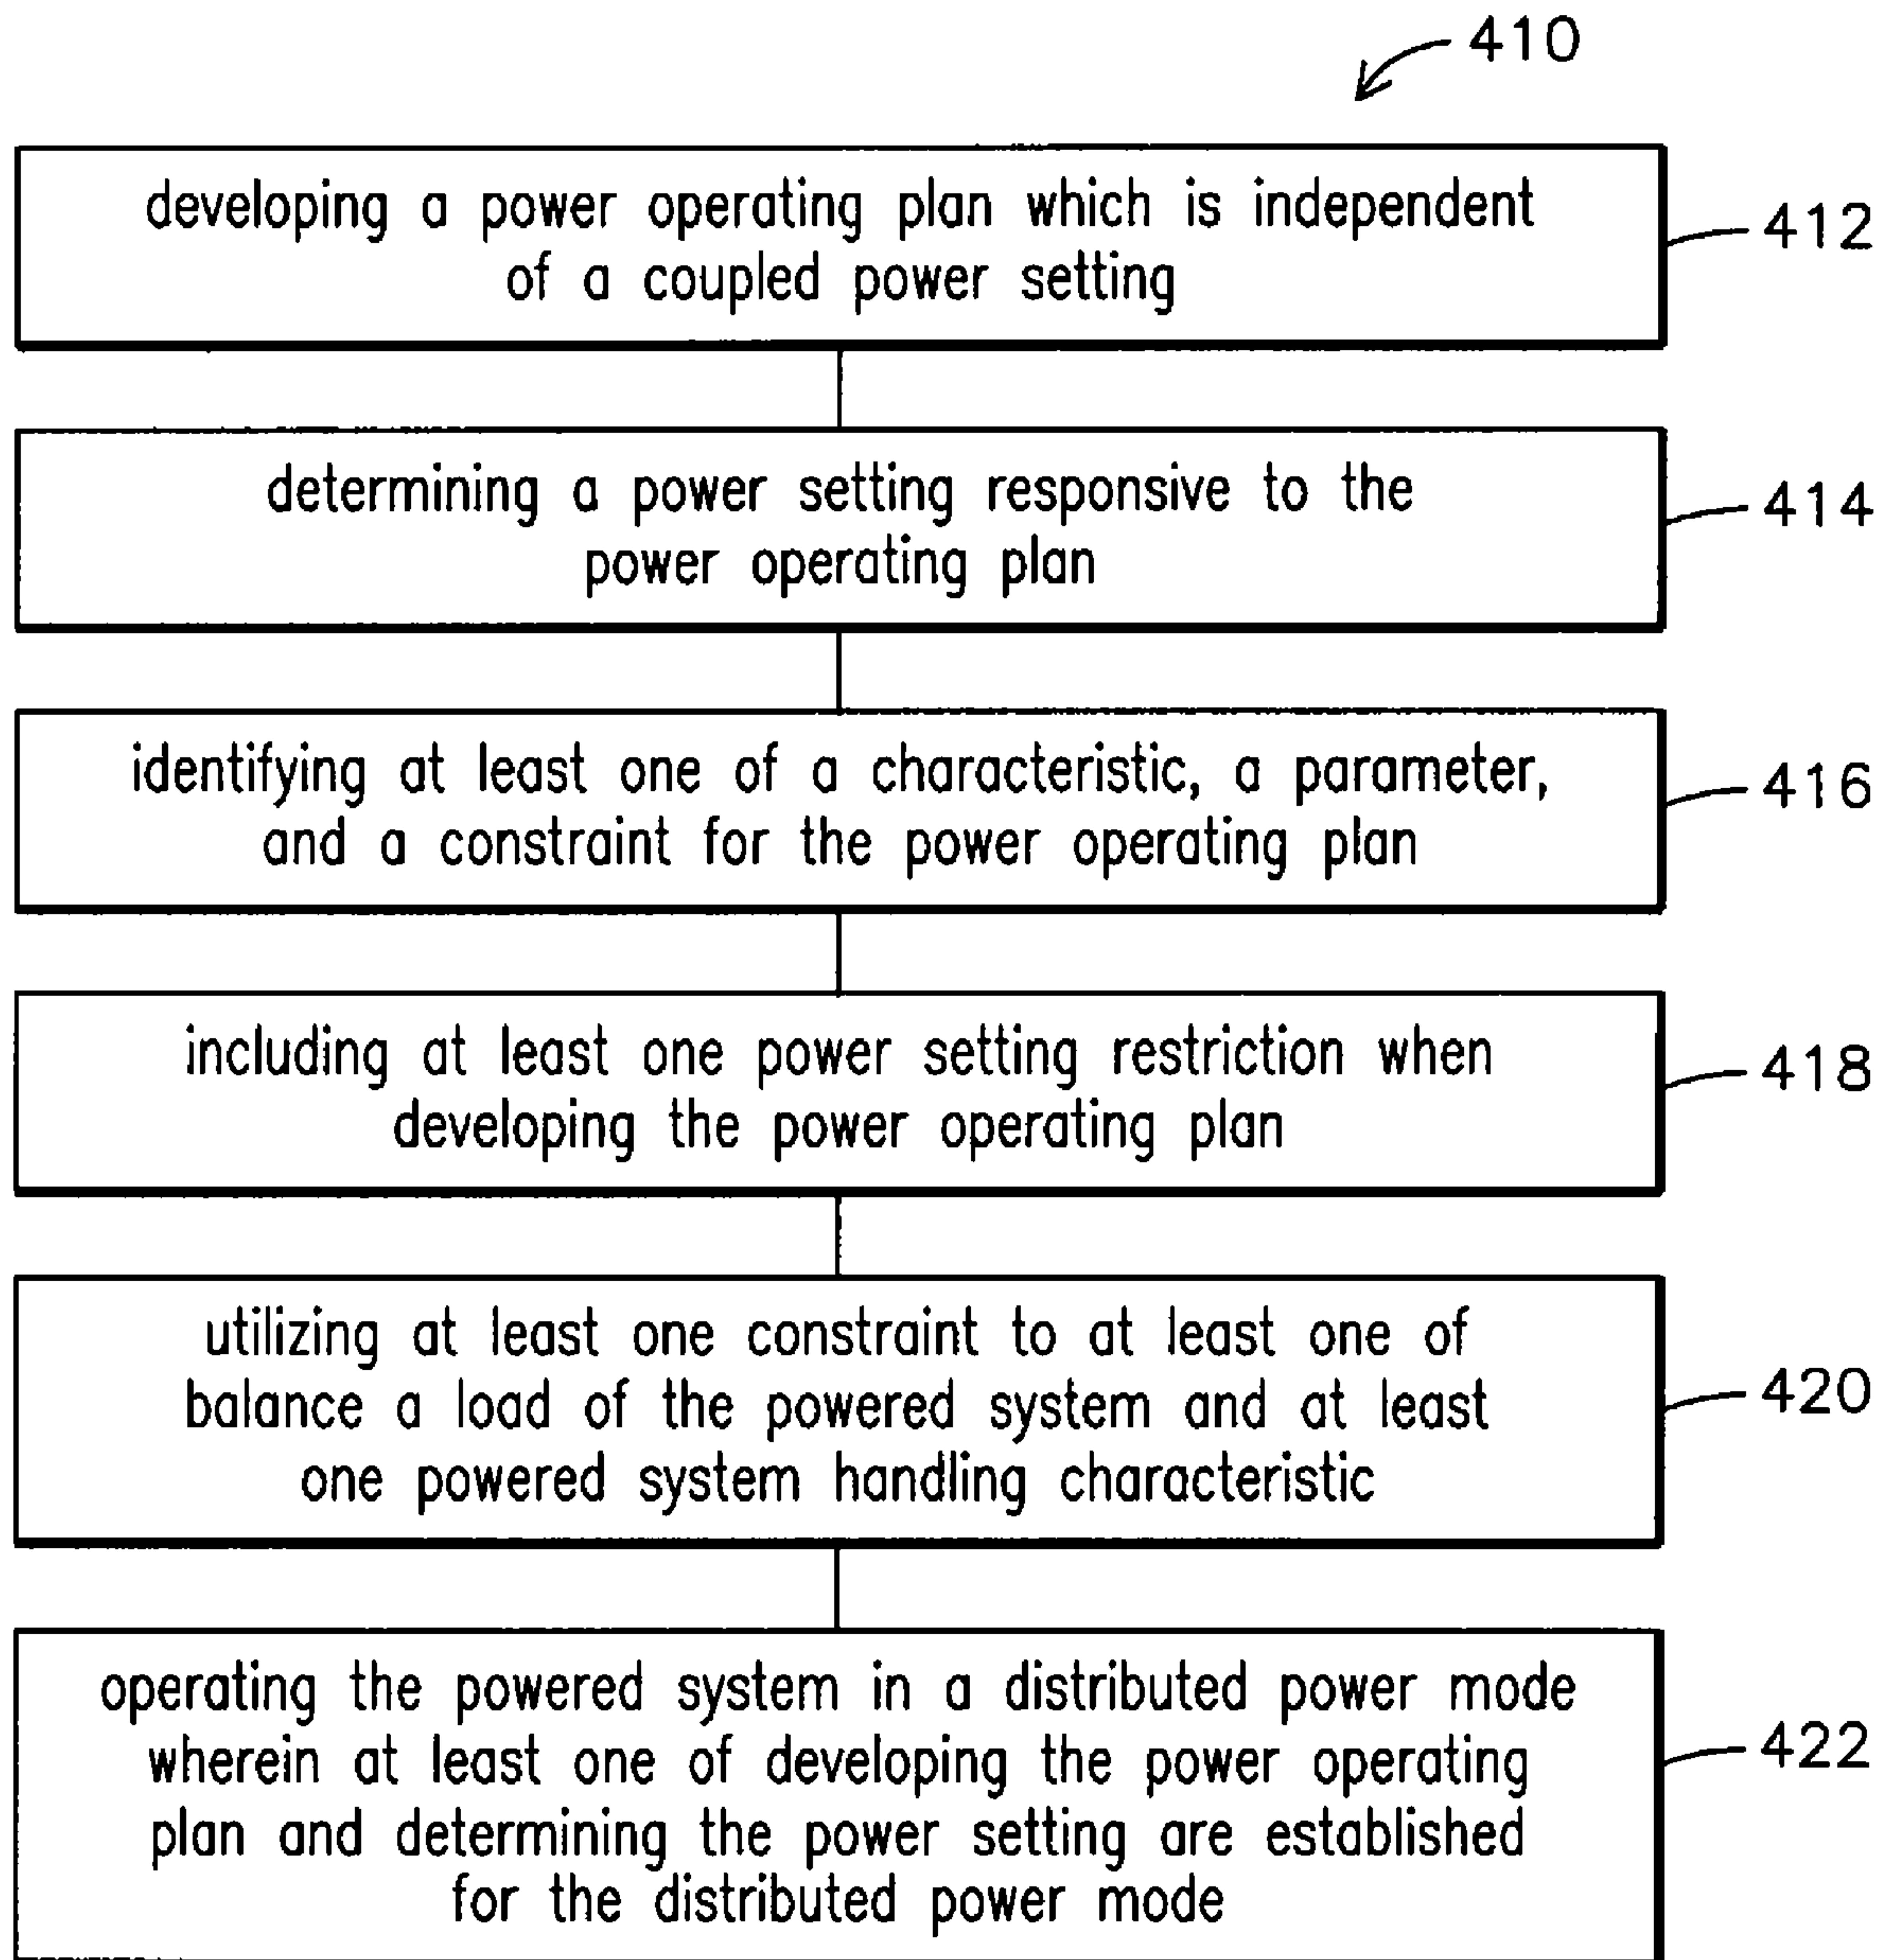 410
developing a power operating plan which is independent
of a coupled power setting
412
determining a power setting responsive to the
power operating plan
414
identifying at least one of a characteristic, a parameter,
and a constraint for the power operating plan
416
including at least one power setting restriction when
developing the power operating plan
418
utilizing at least one constraint to at least one of
balance a load of the powered system and at least
one powered system handling characteristic
420
operating the powered system in a distributed power mode
wherein at least one of developing the power operating
plan and determining the power setting are established
for the distributed power mode
422